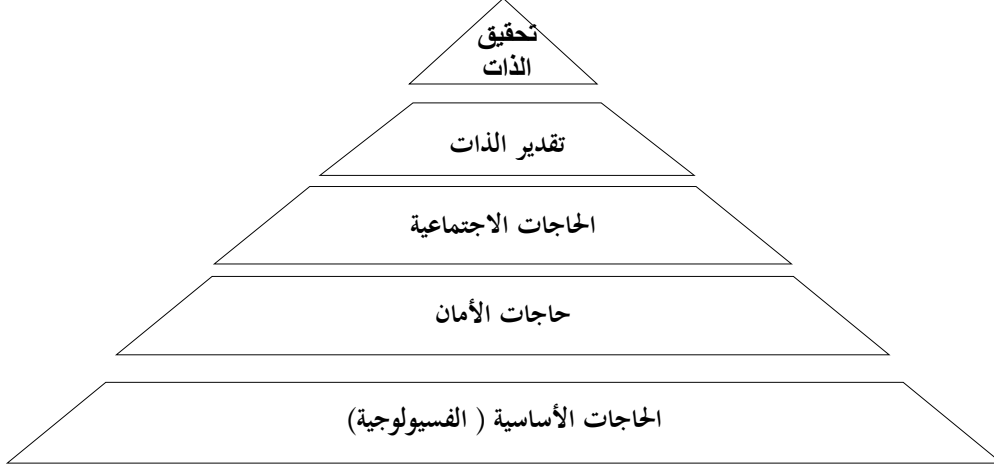 تحقيق
الذات
تقدير الذات
الحاجات الاجتماعية
حاجات الأمان
الحاجات الأساسية ( الفسيولوجية)